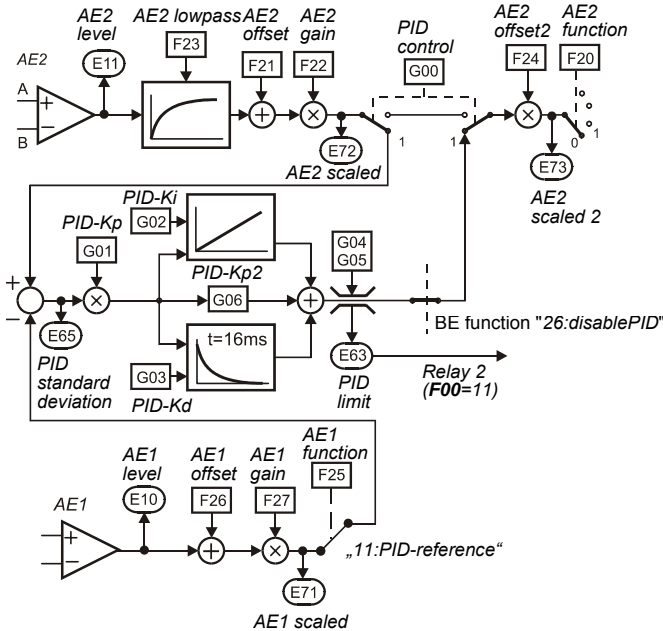 AE2 level
AE2 lowpass
AE2 offset
AE2 gain
PID control
AE2 offset2
AE2 function
F23
G00
AE2
E11
F21
F22
F24
F20
A
+
−
B
+
×
×
1
1
0
1
E72
AE2 scaled
E73
AE2 scaled 2
PID-Ki
G02
PID-Kp
G01
PID-Kp2
G04
G05
+
−
×
G06
+
BE function "26:disablePID"
E65
t=16ms
E63
PID standard deviation
G03
PID-Kd
PID limit
Relay 2
(F00=11)
AE1 level
AE1 offset
AE1 gain
AE1 function
AE1
E10
F26
F27
F25
+
−
+
×
„11:PID-reference“
E71
AE1 scaled